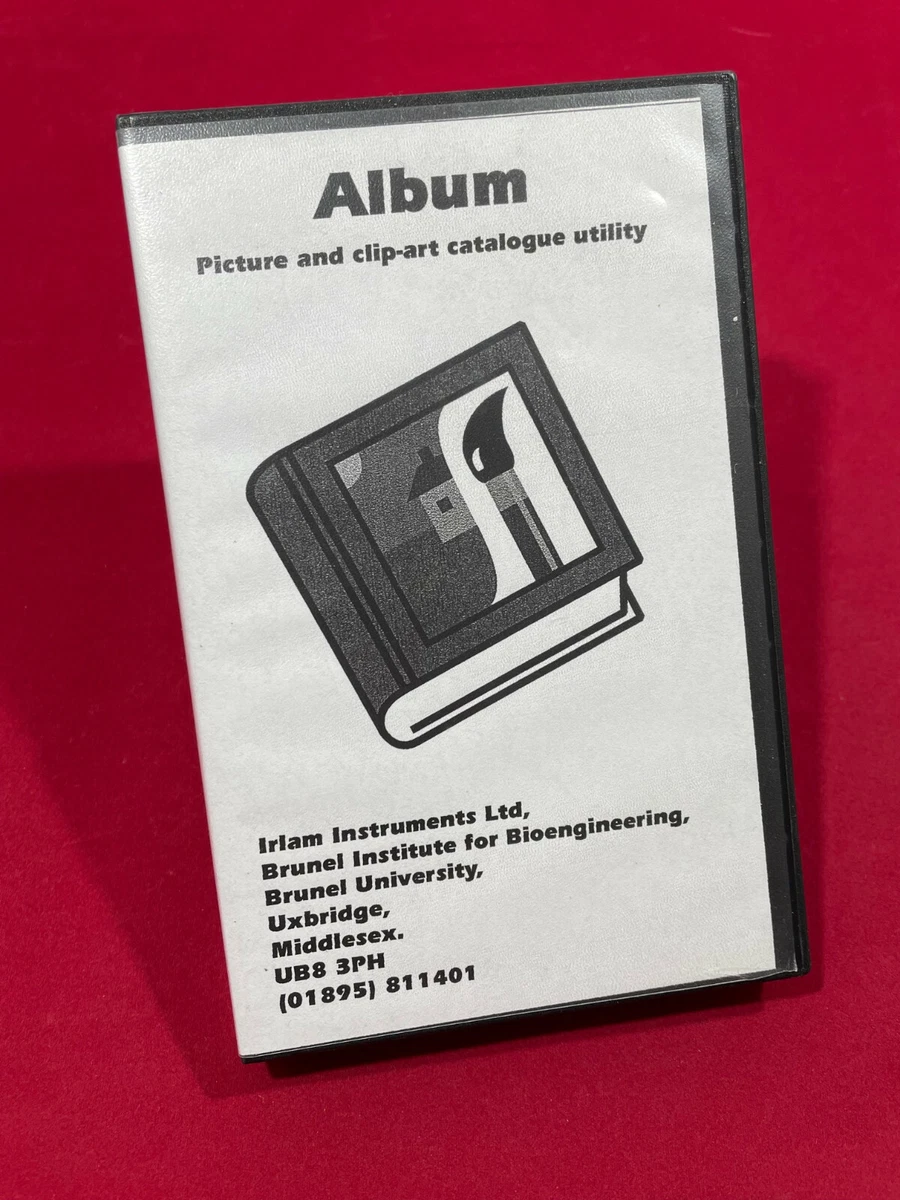 Album
Picture and clip-art catalogue utility
Irlam Instruments Ltd,
Brunel Institute for Bioengineering,
Brunel University,
Uxbridge,
Middlesex.
UB8 3PH
(01895) 811401